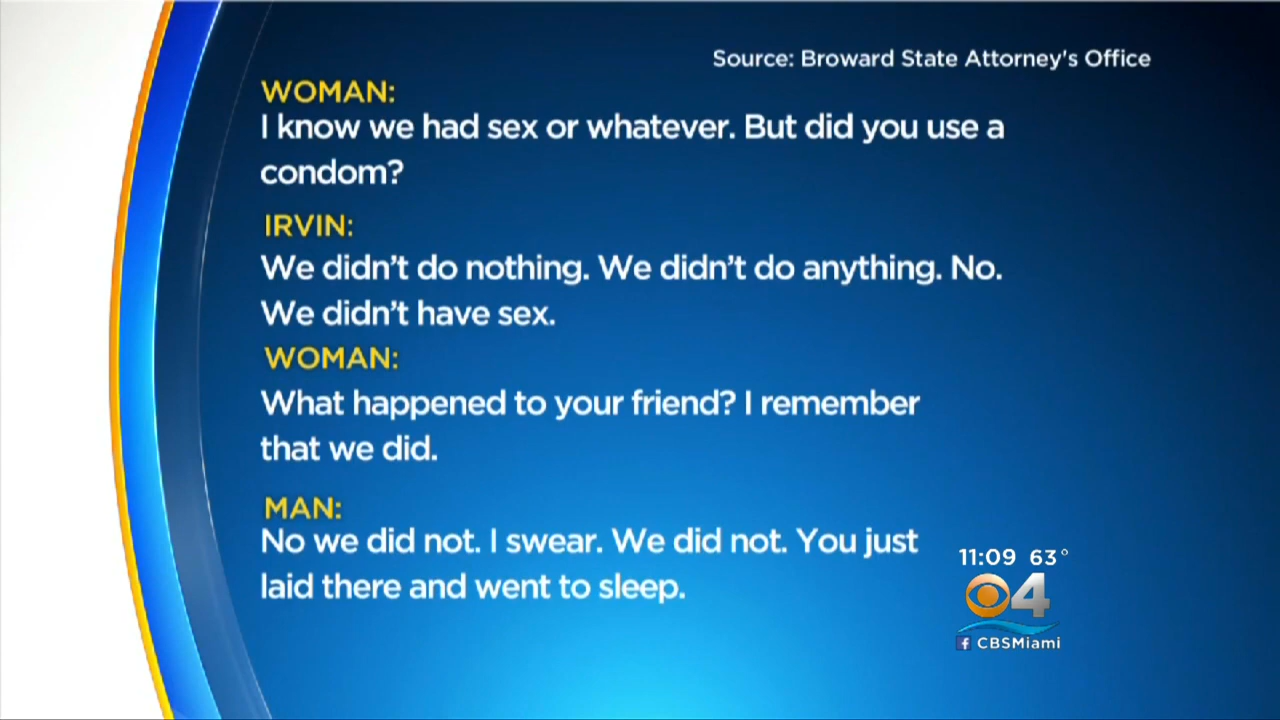 Source: Broward State Attorney's Office
WOMAN:
I know we had sex or whatever. But did you use a
condom?
IRVIN:
We didn't do nothing. We didn't do anything. No.
We didn't have sex.
WOMAN:
What happened to your friend? I remember
that we did.
MAN:
No we did not. I swear. We did not. You just
laid there and went to sleep.
11:09 63°
4
f CBSMiami